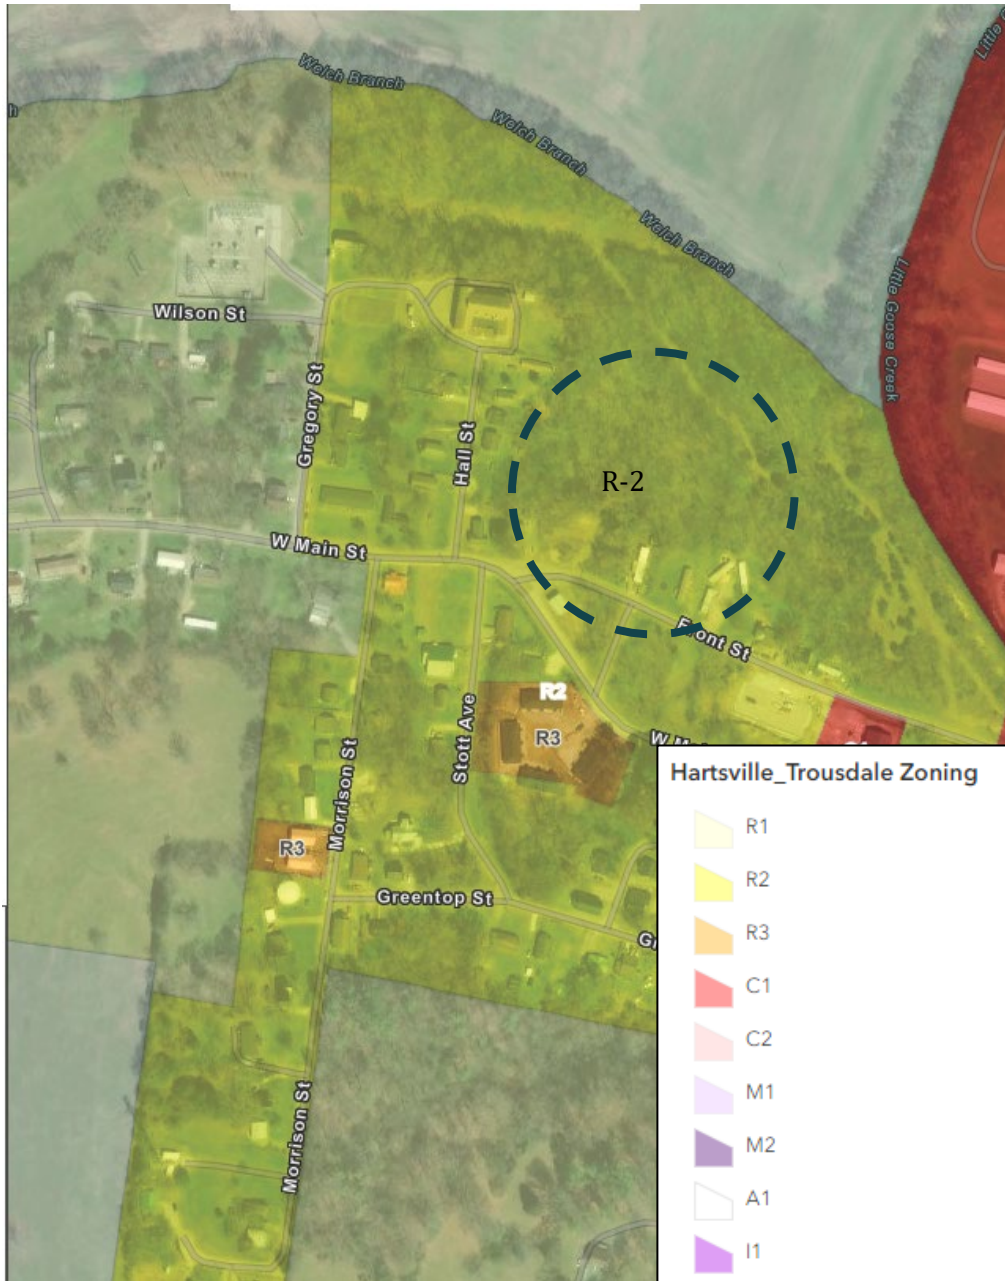 Welch Branch
Welch Branch
Welch Branch
Little
Little Goose Creek
Wilson St
Gregory St
Hall St
R-2
W Main St
Front St
R2
R3
Stott Ave
Morrison St
R3
Greentop St
Morrison St
Hartsville_Trousdale Zoning
R1
R2
R3
C1
C2
M1
M2
A1
I1